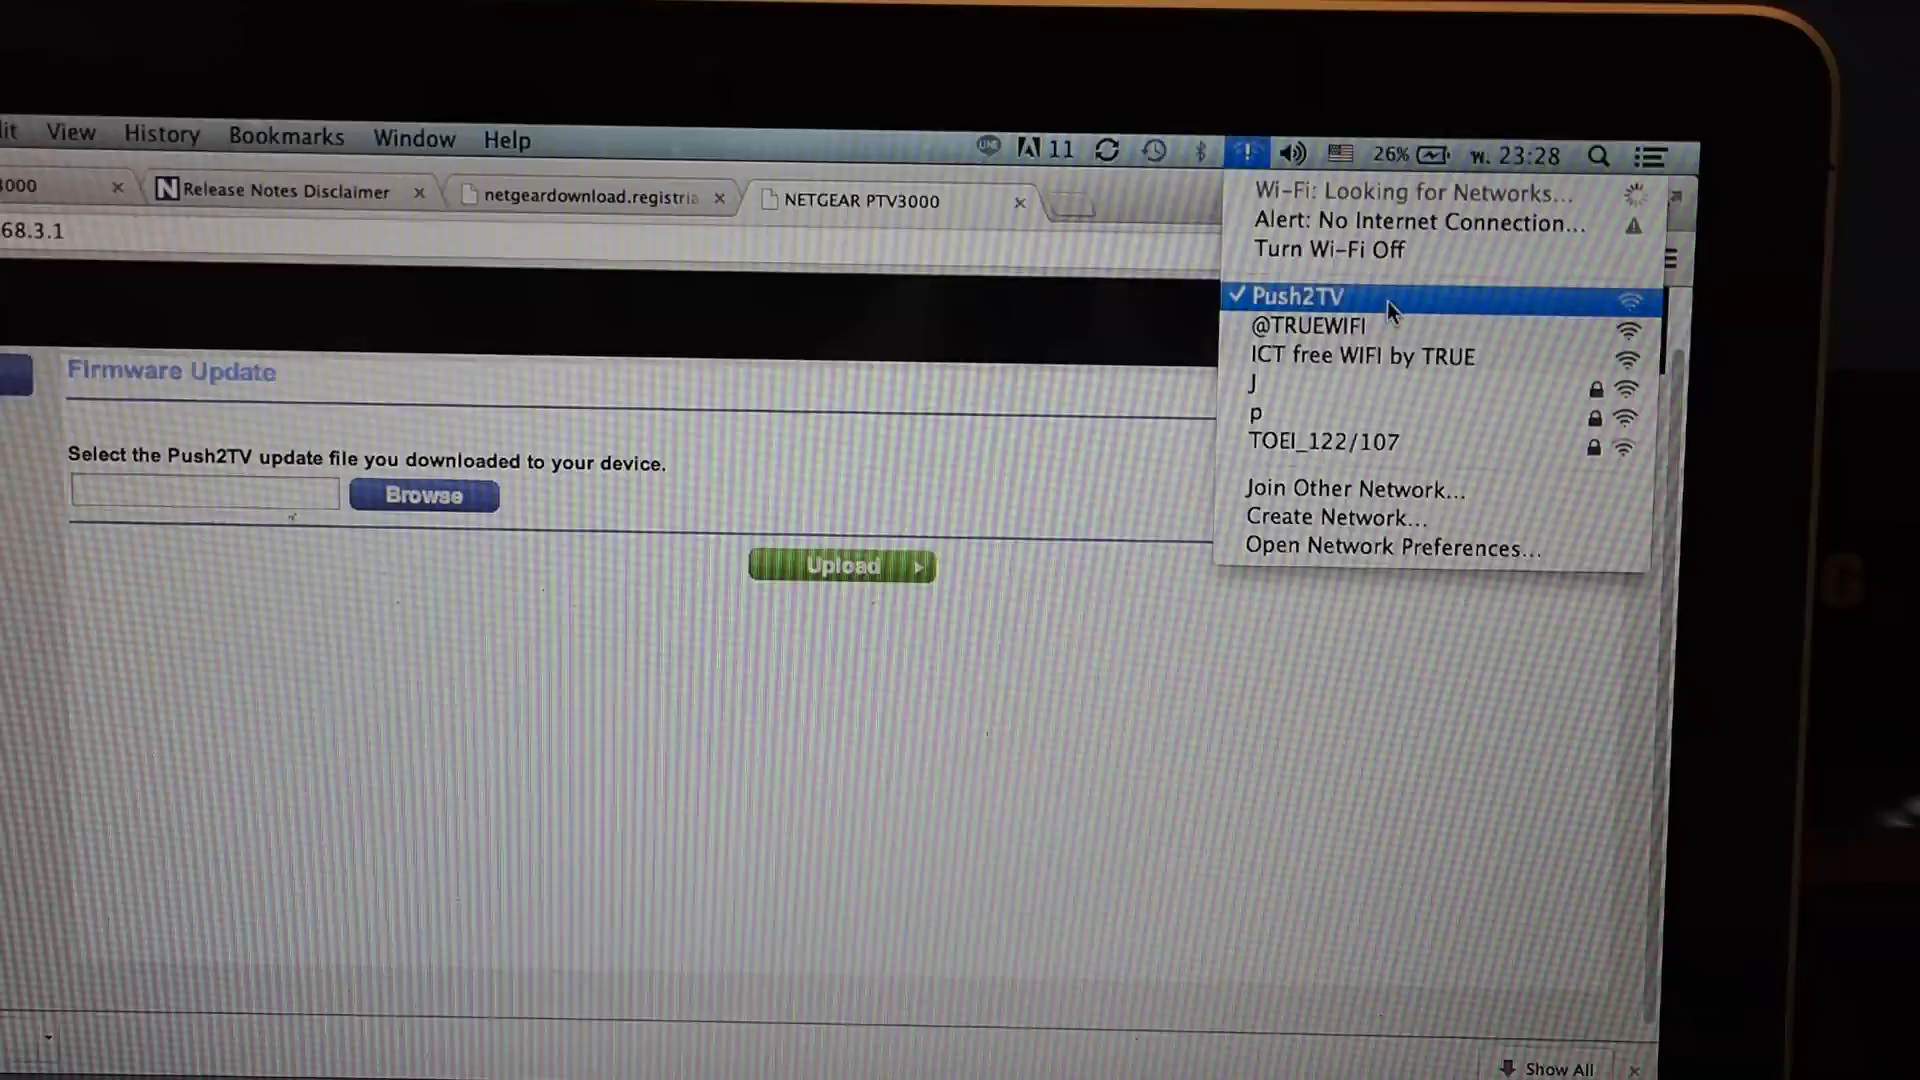 View History Bookmarks Window Help 11 26% พ. 23:28
3000 Release Notes Disclaimer netgeardownload.registria NETGEAR PTV3000
68.3.1
Wi-Fi: Looking for Networks...
Alert: No Internet Connection...
Turn Wi-Fi Off
✓ Push2TV
@TRUEWIFI
ICT free WIFI by TRUE
J
p
TOEI_122/107
Join Other Network...
Create Network...
Open Network Preferences...
Firmware Update
Select the Push2TV update file you downloaded to your device.
Browse
Upload
Show All